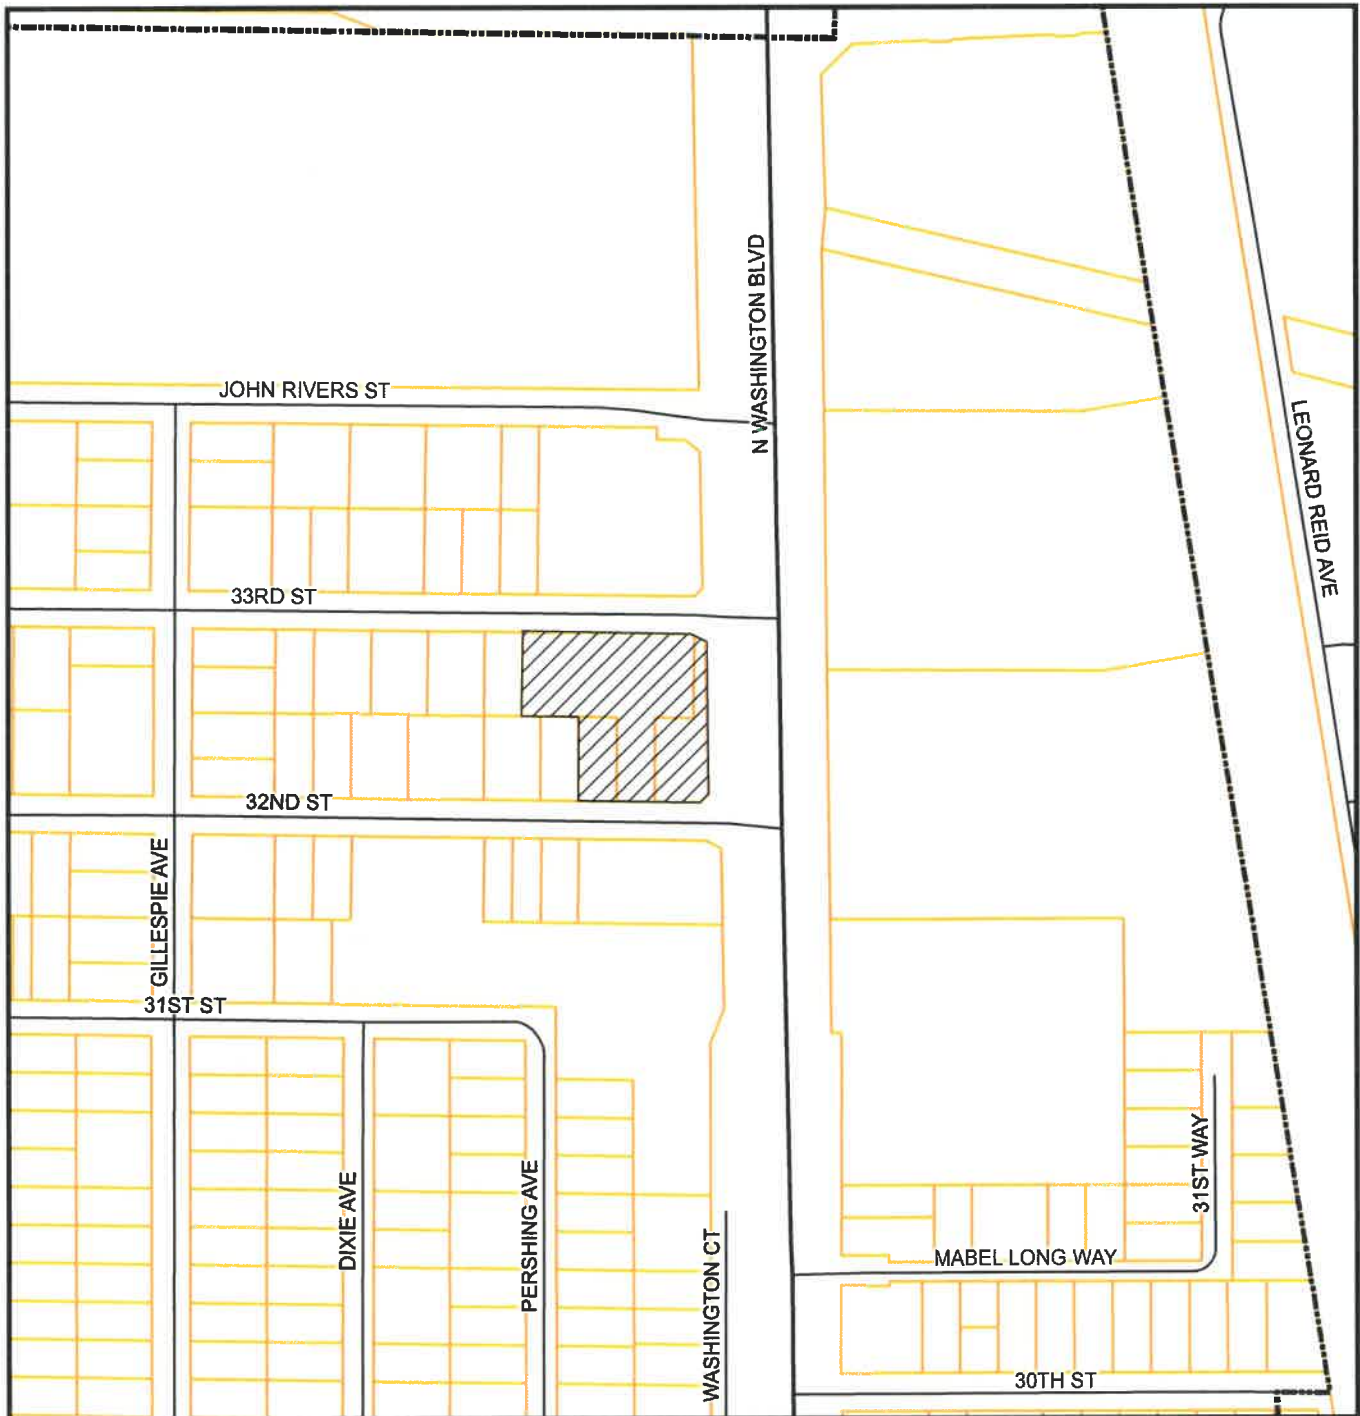 N WASHINGTON BLVD
JOHN RIVERS ST
LEONARD REID AVE
33RD ST
32ND ST
GILLESPIE AVE
31ST ST
31ST WAY
DIXIE AVE
PERSHING AVE
WASHINGTON CT
MABEL LONG WAY
30TH ST